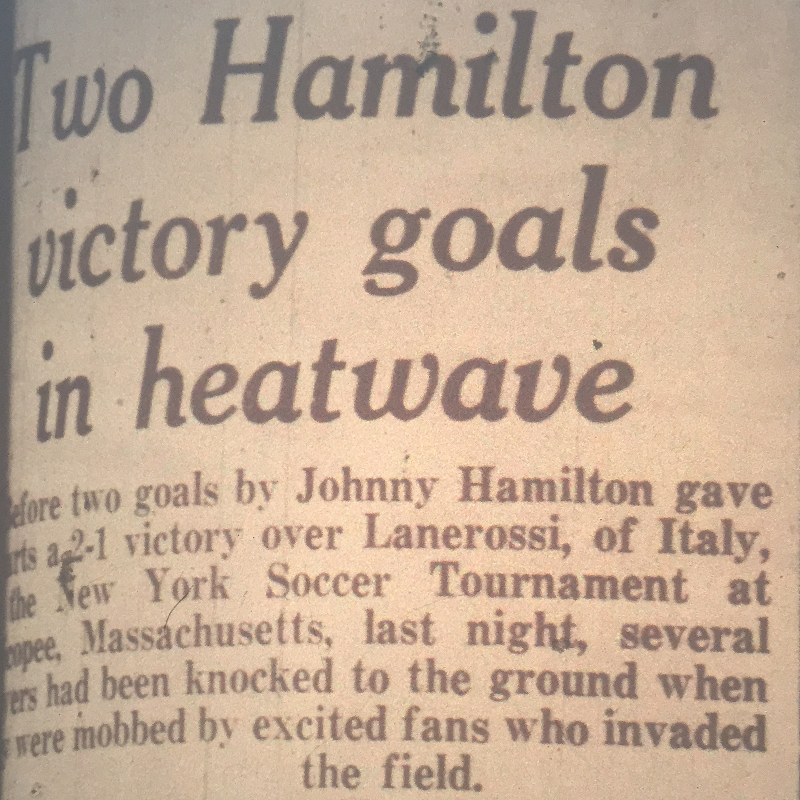 Two Hamilton
victory goals
in heatwave
efore two goals by Johnny Hamilton gave
rts a 2-1 victory over Lanerossi, of Italy,
the New York Soccer Tournament at
copee, Massachusetts, last night, several
yers had been knocked to the ground when
were mobbed by excited fans who invaded
the field.